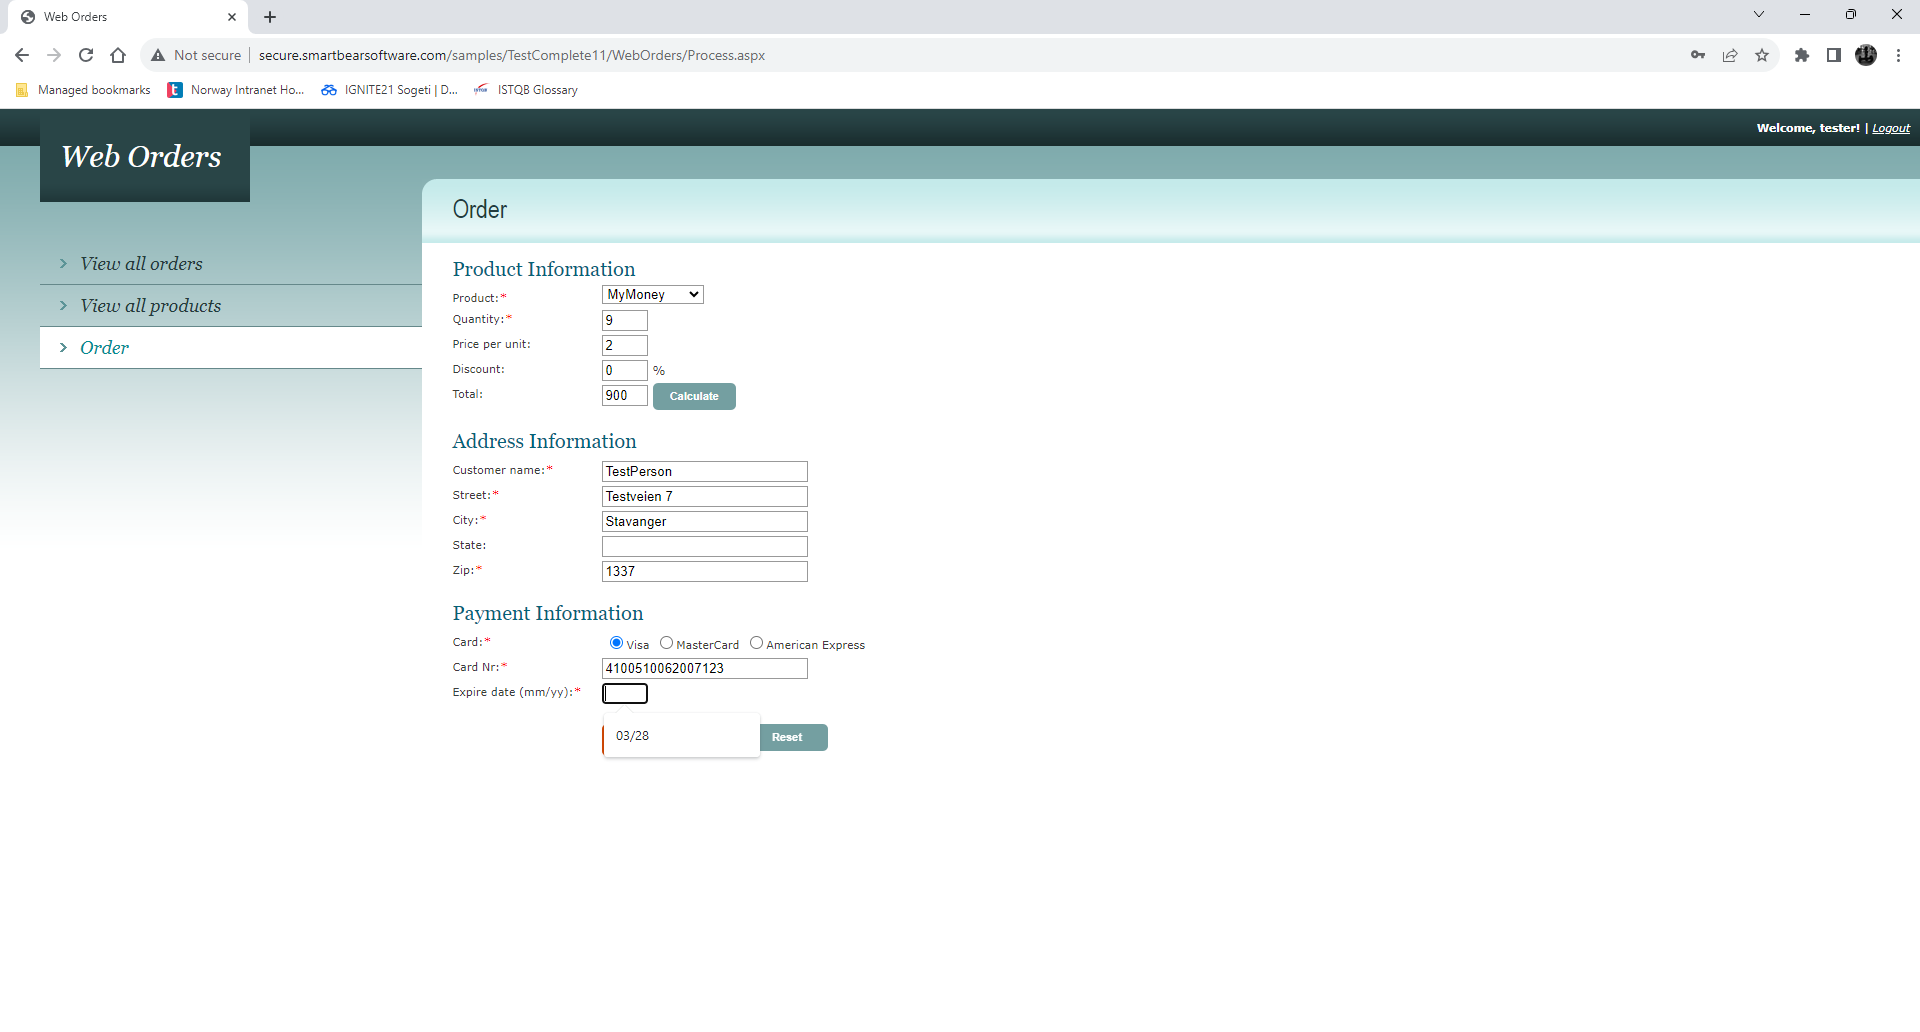 Web Orders
Not secure
secure.smartbearsoftware.com/samples/TestComplete11/WebOrders/Process.aspx
Managed bookmarks
Norway Intranet Ho...
IGNITE21 Sogeti | D...
ISTQB Glossary
Welcome, tester! | Logout
Web Orders
View all orders
View all products
Order
Order
Product Information
Product:* MyMoney
Quantity:* 9
Price per unit: 2
Discount: 0 %
Total: 900 Calculate
Address Information
Customer name:* TestPerson
Street:* Testveien 7
City:* Stavanger
State:
Zip:* 1337
Payment Information
Card:* Visa MasterCard American Express
Card Nr:* 4100510062007123
Expire date (mm/yy):*
03/28
Reset